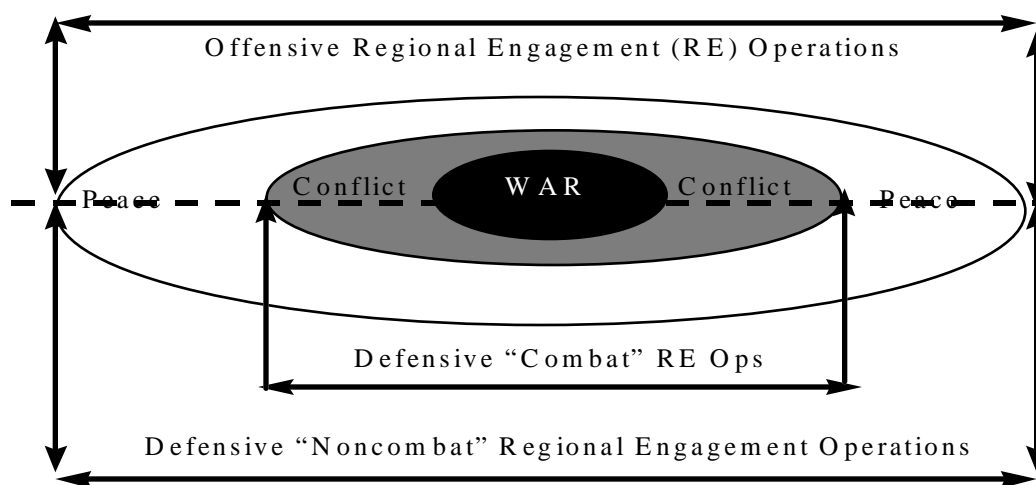 Offensive Regional Engagement (RE) Operations
Peace Conflict WAR Conflict Peace
Defensive “Combat” RE Ops
Defensive “Noncombat” Regional Engagement Operations